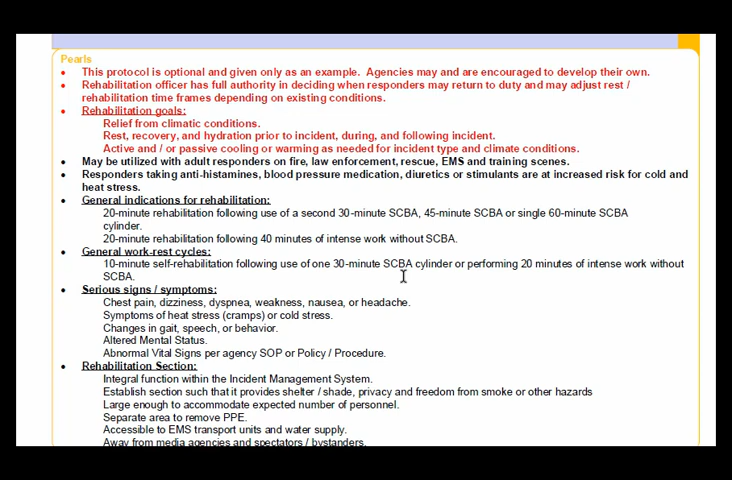 Pearls
• This protocol is optional and given only as an example. Agencies may and are encouraged to develop their own.
• Rehabilitation officer has full authority in deciding when responders may return to duty and may adjust rest /
rehabilitation time frames depending on existing conditions.
• Rehabilitation goals:
Relief from climatic conditions.
Rest, recovery, and hydration prior to incident, during, and following incident.
Active and / or passive cooling or warming as needed for incident type and climate conditions.
• May be utilized with adult responders on fire, law enforcement, rescue, EMS and training scenes.
• Responders taking anti-histamines, blood pressure medication, diuretics or stimulants are at increased risk for cold and
heat stress.
• General indications for rehabilitation:
20-minute rehabilitation following use of a second 30-minute SCBA, 45-minute SCBA or single 60-minute SCBA
cylinder.
20-minute rehabilitation following 40 minutes of intense work without SCBA.
• General work-rest cycles:
10-minute self-rehabilitation following use of one 30-minute SCBA cylinder or performing 20 minutes of intense work without
SCBA.
• Serious signs / symptoms:
Chest pain, dizziness, dyspnea, weakness, nausea, or headache.
Symptoms of heat stress (cramps) or cold stress.
Changes in gait, speech, or behavior.
Altered Mental Status.
Abnormal Vital Signs per agency SOP or Policy / Procedure.
• Rehabilitation Section:
Integral function within the Incident Management System.
Establish section such that it provides shelter / shade, privacy and freedom from smoke or other hazards
Large enough to accommodate expected number of personnel.
Separate area to remove PPE.
Accessible to EMS transport units and water supply.
Away from media agencies and spectators / bystanders.